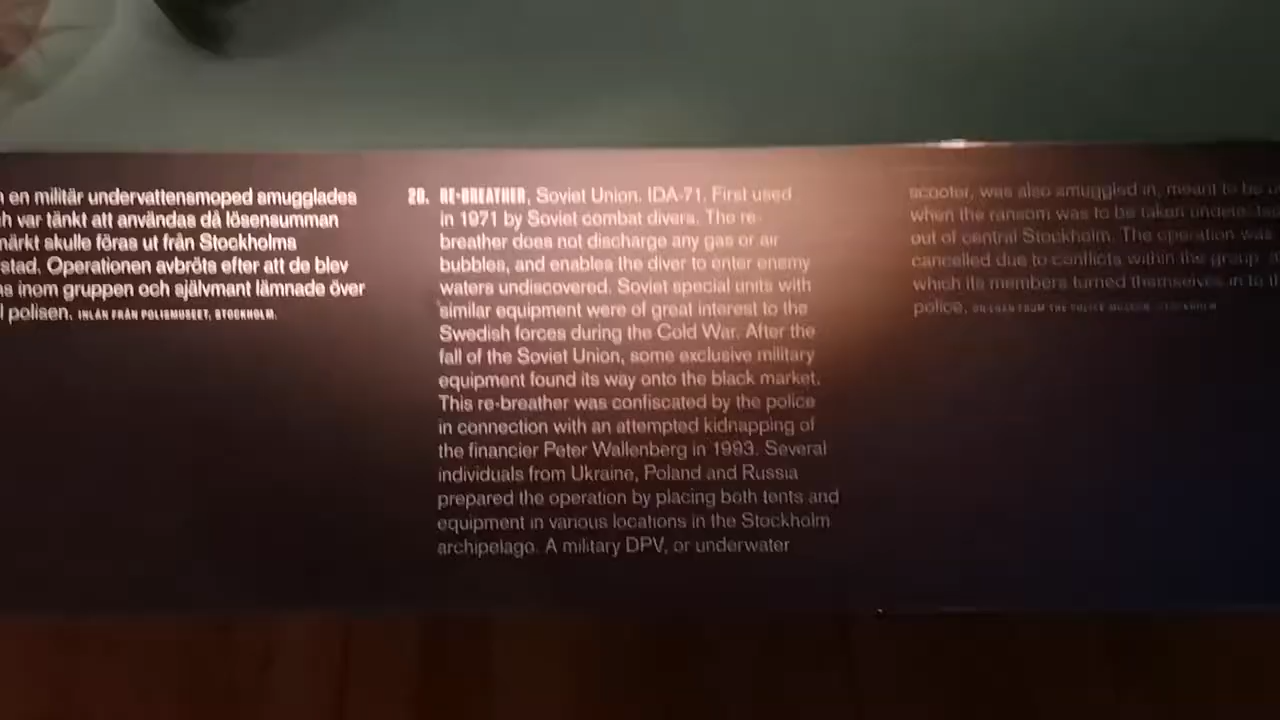 en militär undervattensmoped smugglades
var tänkt att användas då lösensumman
skulle föras ut från Stockholms
Operationen avbröts efter att de blev
inom gruppen och självmant lämnade över
polisen. INLÅN FRÅN POLISMUSEET, STOCKHOLM.
20. RE-BREATHER, Soviet Union. IDA-71. First used
in 1971 by Soviet combat divers. The re-
breather does not discharge any gas or air
bubbles, and enables the diver to enter enemy
waters undiscovered. Soviet special units with
similar equipment were of great interest to the
Swedish forces during the Cold War. After the
fall of the Soviet Union, some exclusive military
equipment found its way onto the black market.
This re-breather was confiscated by the police
in connection with an attempted kidnapping of
the financier Peter Wallenberg in 1993. Several
individuals from Ukraine, Poland and Russia
prepared the operation by placing both tents and
equipment in various locations in the Stockholm
archipelago. A military DPV, or underwater
scooter, was also smuggled in, meant to be
when the ransom was to be taken
out of central Stockholm. The operation was
cancelled due to conflicts within the group
which its members turned themselves in to
police.